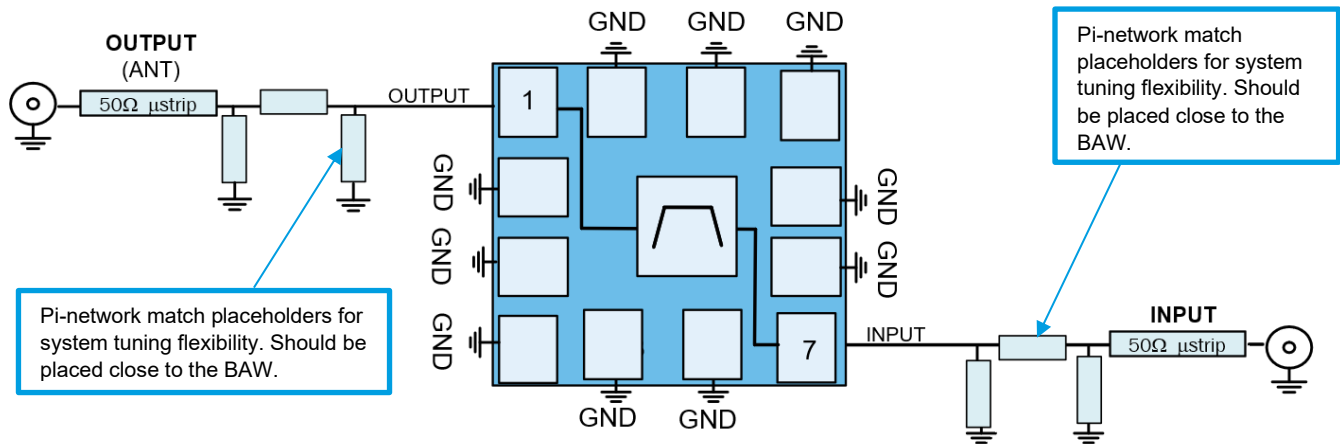 GND
GND
GND
OUTPUT
(ANT)
50Ω µstrip
OUTPUT
1
Pi-network match
placeholders for system
tuning flexibility. Should
be placed close to the
BAW.
GND
GND
GND
GND
GND
Pi-network match placeholders for
system tuning flexibility. Should be
placed close to the BAW.
7
INPUT
INPUT
50Ω µstrip
GND
GND